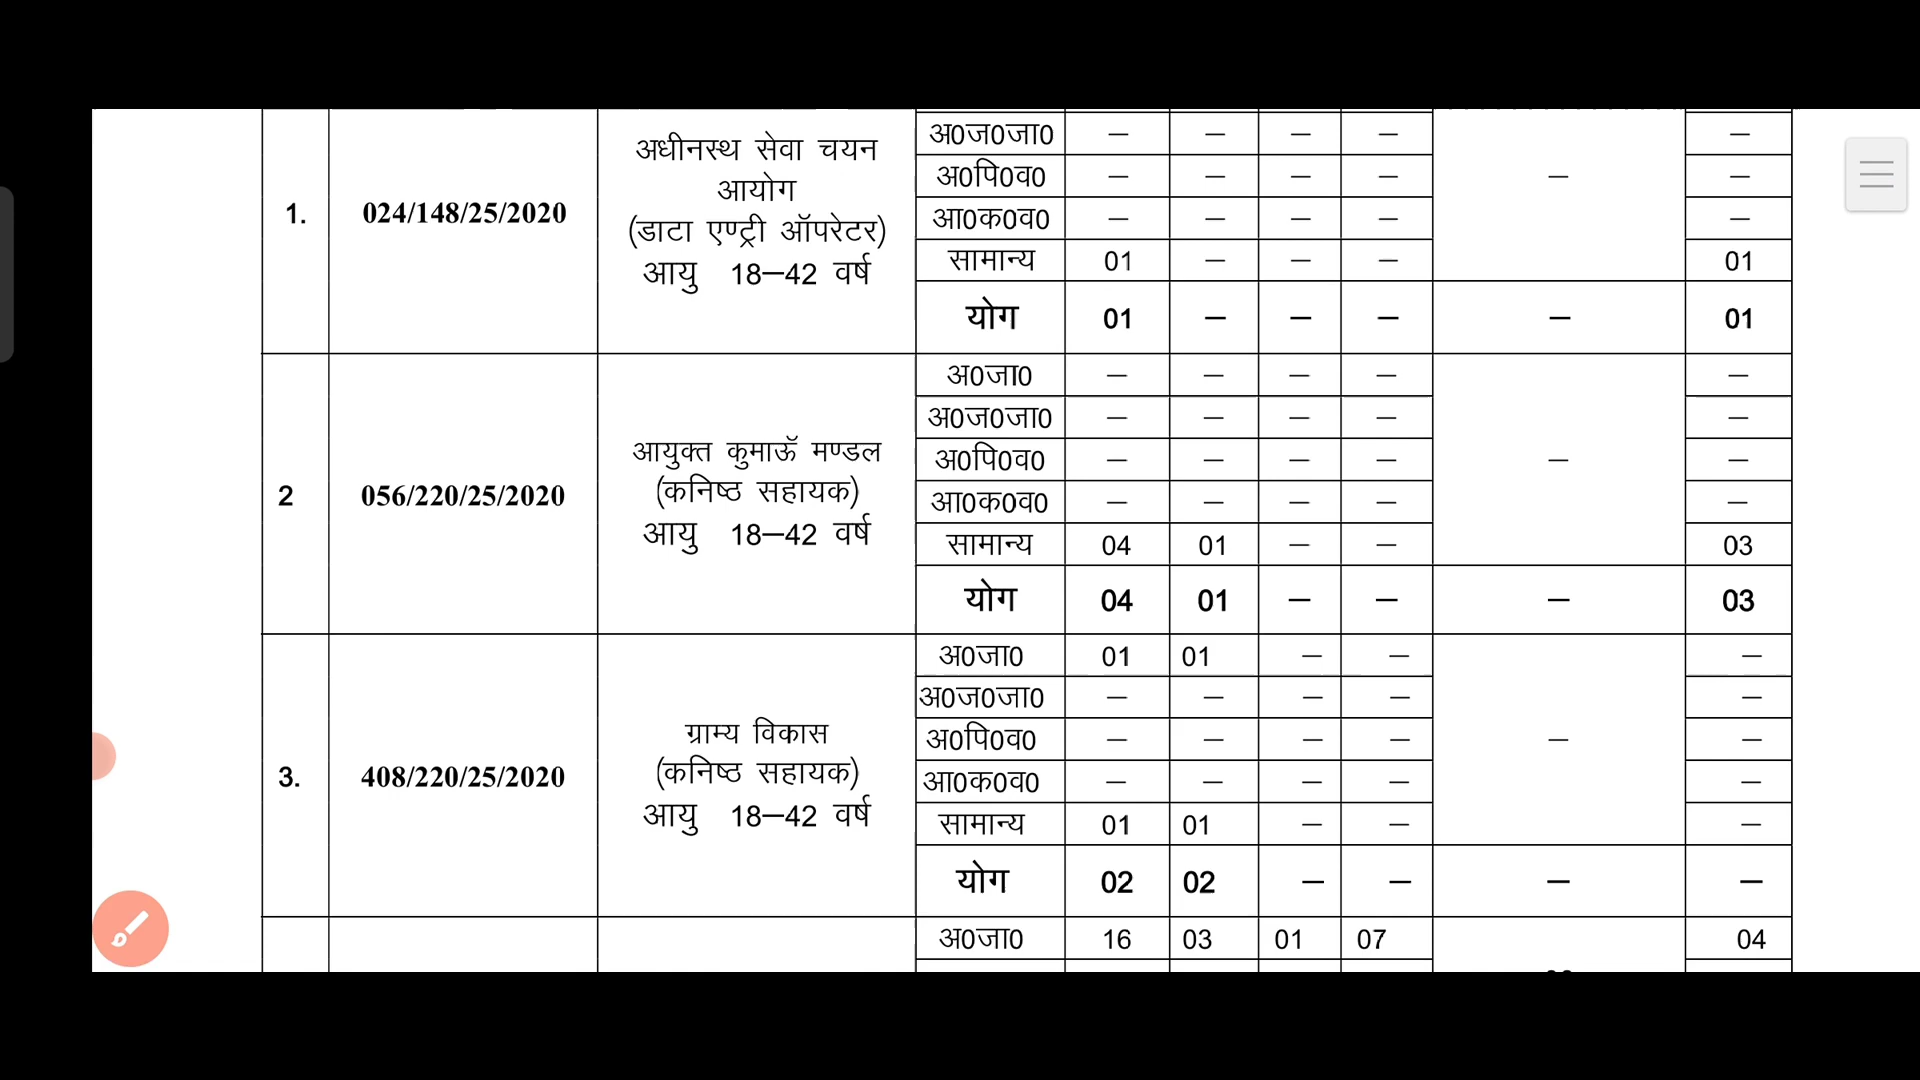 अ0ज0जा0 – – – – –
अ0पि0व0 – – – – – –
आ0क0व0 – – – – –
सामान्य 01 – – – 01
योग 01 – – – – 01
1. 024/148/25/2020
अधीनस्थ सेवा चयन
आयोग
(डाटा एण्ट्री ऑपरेटर)
आयु 18–42 वर्ष
अ0जा0 – – – – –
अ0ज0जा0 – – – – –
अ0पि0व0 – – – – – –
आ0क0व0 – – – – –
सामान्य 04 01 – – 03
योग 04 01 – – – 03
2 056/220/25/2020
आयुक्त कुमाऊॅ मण्डल
(कनिष्ठ सहायक)
आयु 18–42 वर्ष
अ0जा0 01 01 – – –
अ0ज0जा0 – – – – –
अ0पि0व0 – – – – – –
आ0क0व0 – – – – –
सामान्य 01 01 – – –
योग 02 02 – – – –
3. 408/220/25/2020
ग्राम्य विकास
(कनिष्ठ सहायक)
आयु 18–42 वर्ष
अ0जा0 16 03 01 07 04